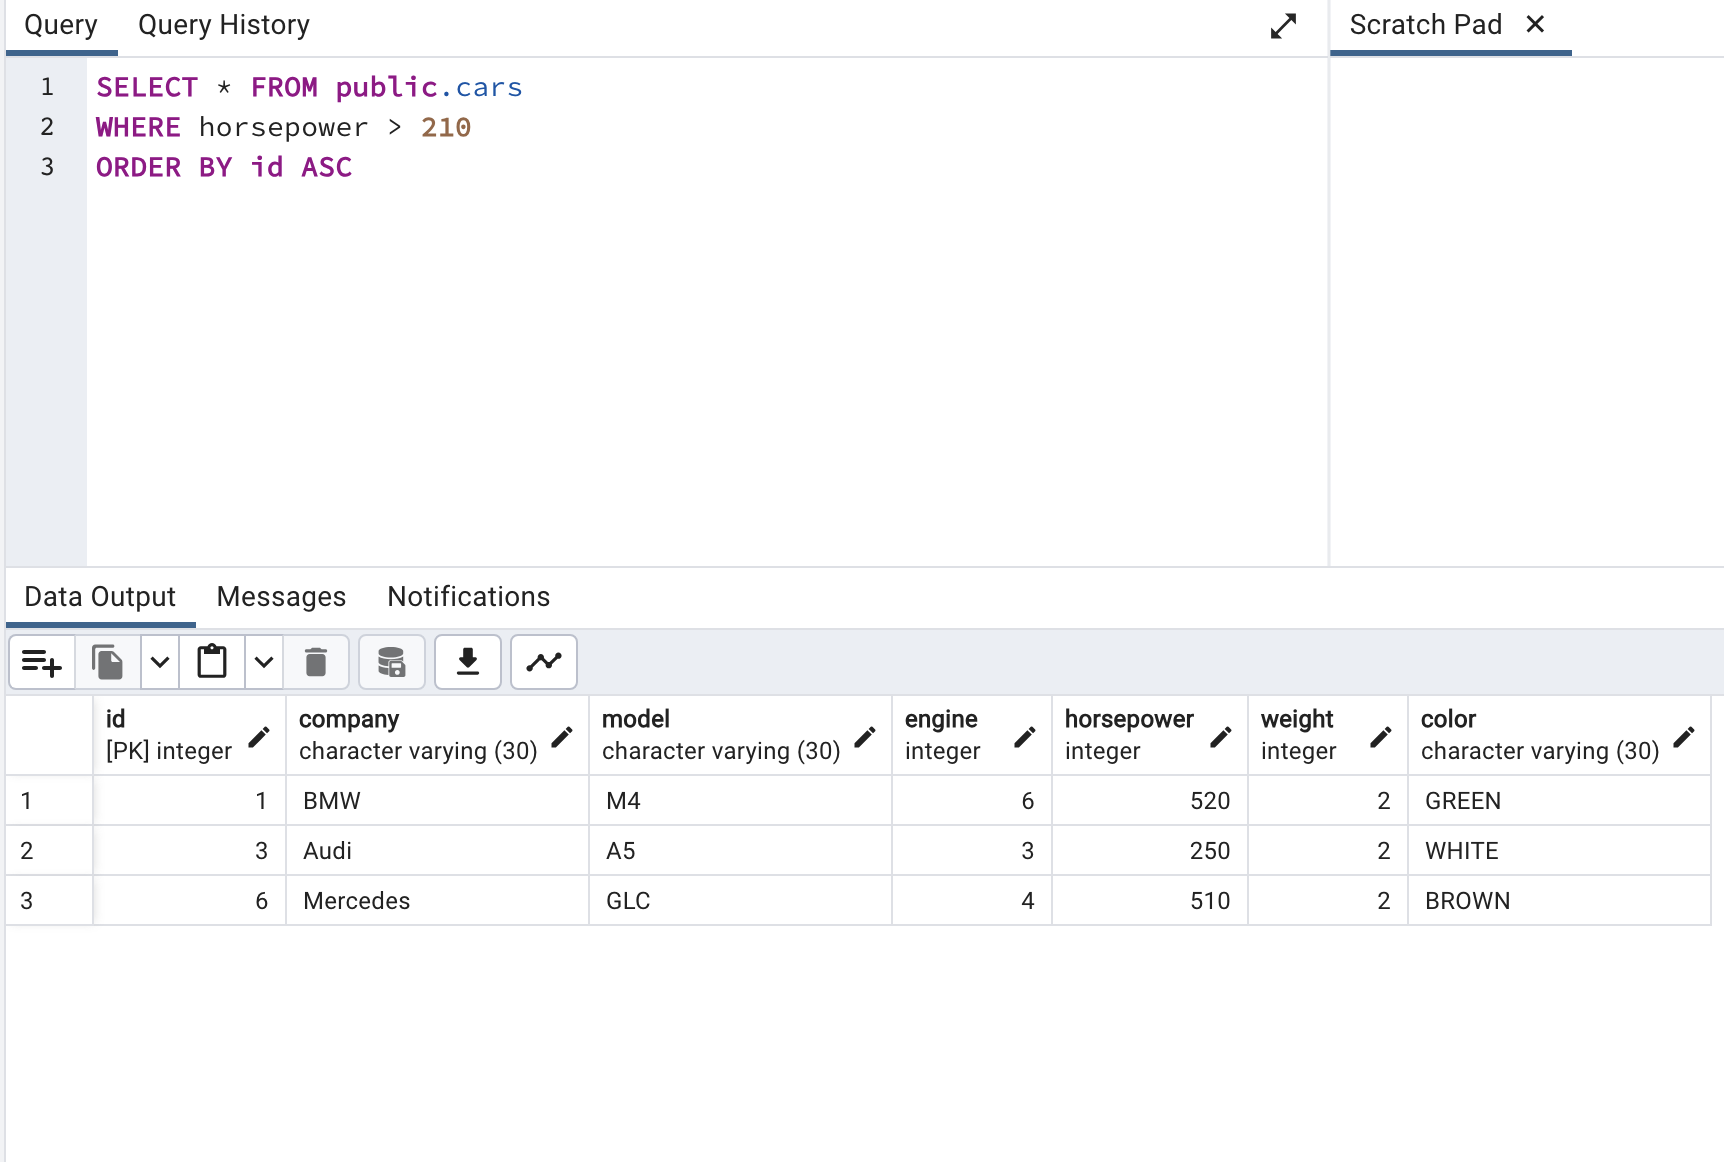 Query Query History Scratch Pad
1 SELECT * FROM public.cars
2 WHERE horsepower > 210
3 ORDER BY id ASC
Data Output Messages Notifications
id company model engine horsepower weight color
[PK] integer character varying (30) character varying (30) integer integer integer character varying (30)
1 1 BMW M4 6 520 2 GREEN
2 3 Audi A5 3 250 2 WHITE
3 6 Mercedes GLC 4 510 2 BROWN